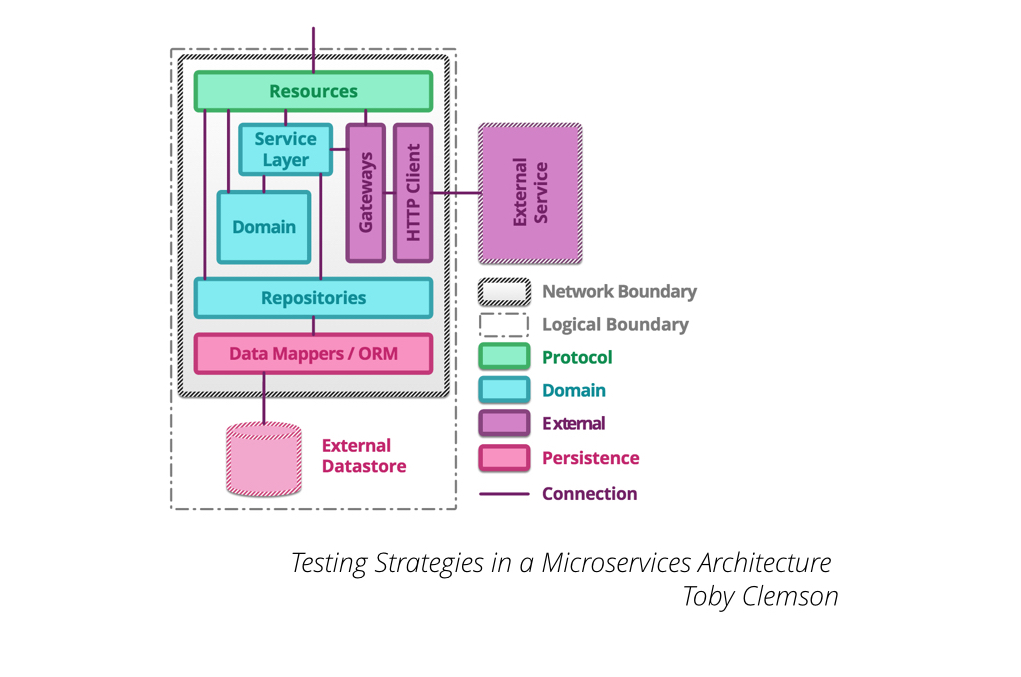 Resources
Service
Layer
Gateways
HTTP Client
External
Service
Domain
Repositories
Data Mappers / ORM
External
Datastore
Network Boundary
Logical Boundary
Protocol
Domain
External
Persistence
Connection
Testing Strategies in a Microservices Architecture
Toby Clemson